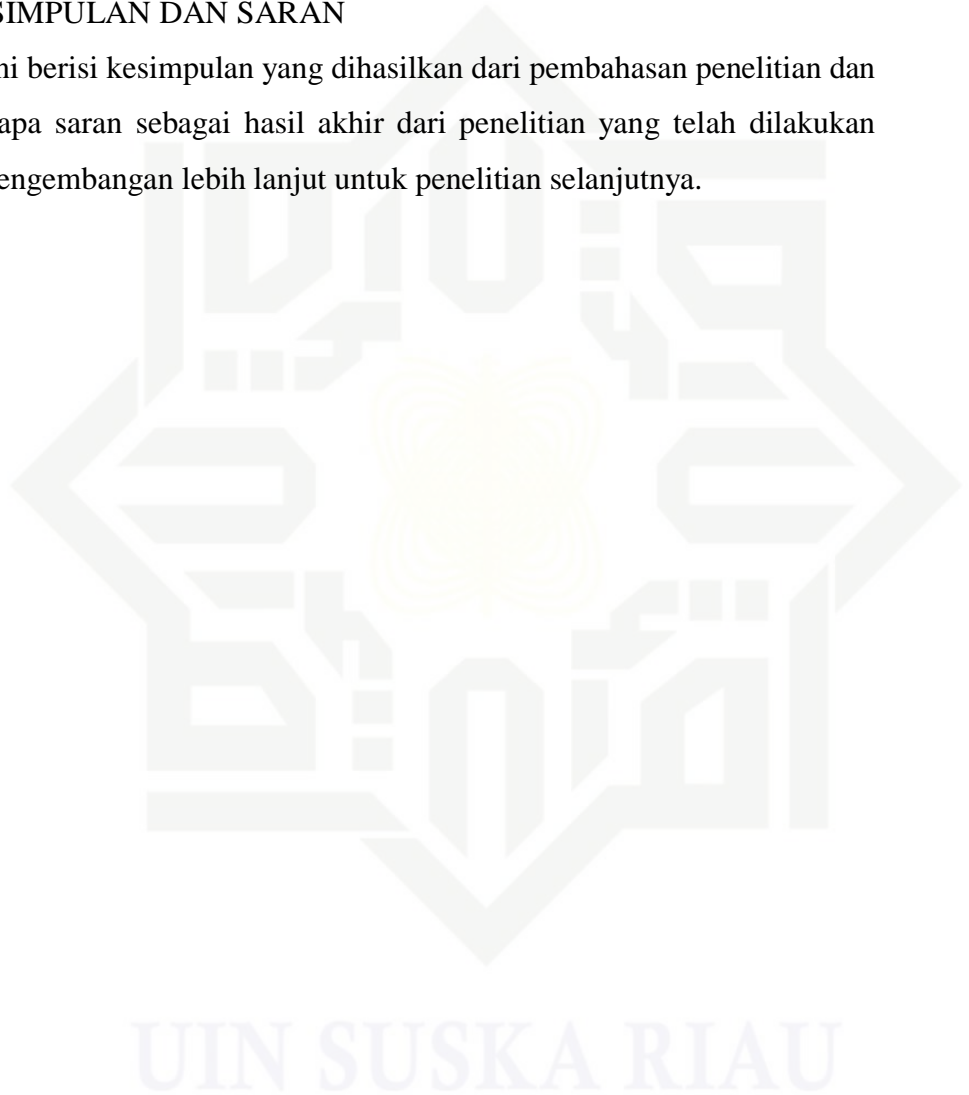 SIMPULAN DAN SARAN
ni berisi kesimpulan yang dihasilkan dari pembahasan penelitian dan
apa saran sebagai hasil akhir dari penelitian yang telah dilakukan
engembangan lebih lanjut untuk penelitian selanjutnya.
UIN SUSKA RIAU